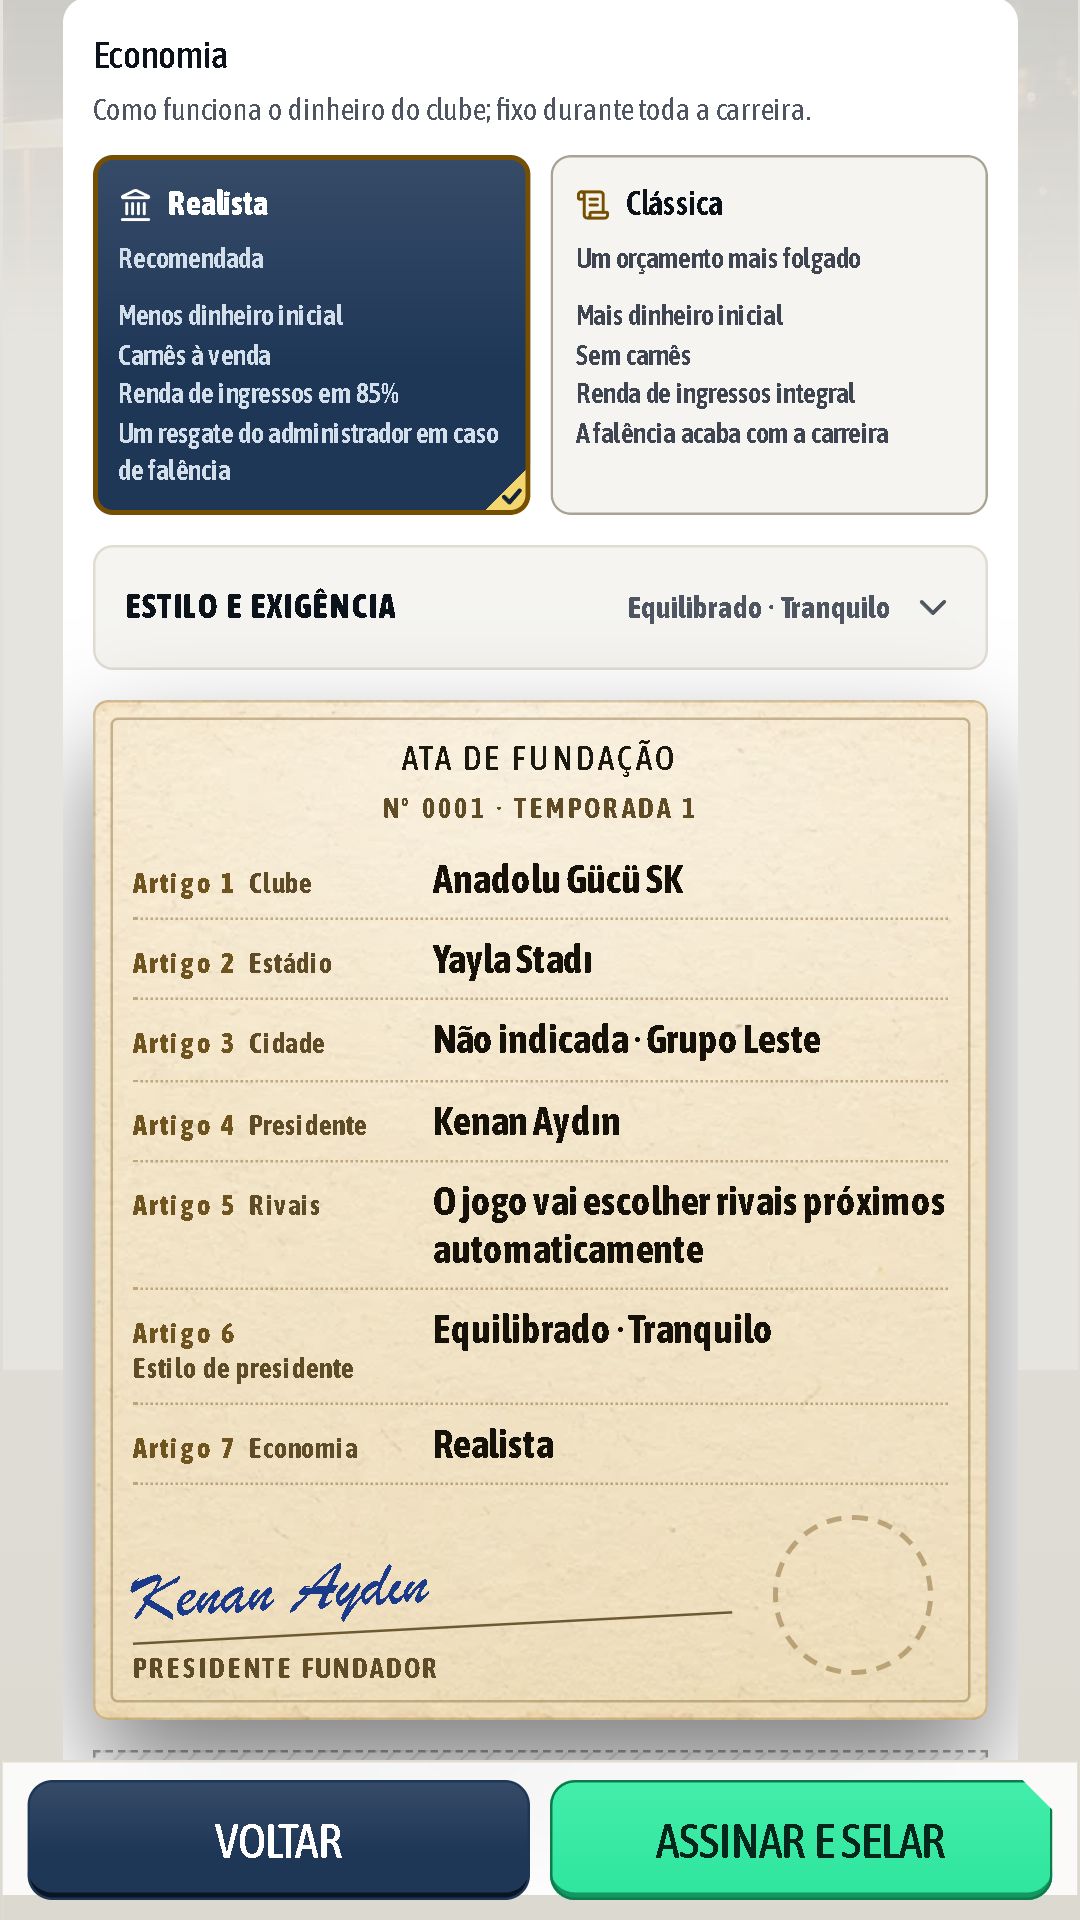 Economia
Como funciona o dinheiro do clube; fixo durante toda a carreira.
Realista
Recomendada
Menos dinheiro inicial
Carnês à venda
Renda de ingressos em 85%
Um resgate do administrador em caso
de falência
Clássica
Um orçamento mais folgado
Mais dinheiro inicial
Sem carnês
Renda de ingressos integral
A falência acaba com a carreira
ESTILO E EXIGÊNCIA Equilibrado · Tranquilo
ATA DE FUNDAÇÃO
N° 0001 · TEMPORADA 1
Artigo 1 Clube Anadolu Gücü SK
Artigo 2 Estádio Yayla Stadı
Artigo 3 Cidade Não indicada · Grupo Leste
Artigo 4 Presidente Kenan Aydın
Artigo 5 Rivais O jogo vai escolher rivais próximos
automaticamente
Artigo 6 Equilibrado · Tranquilo
Estilo de presidente
Artigo 7 Economia Realista
Kenan Aydın
PRESIDENTE FUNDADOR
VOLTAR ASSINAR E SELAR